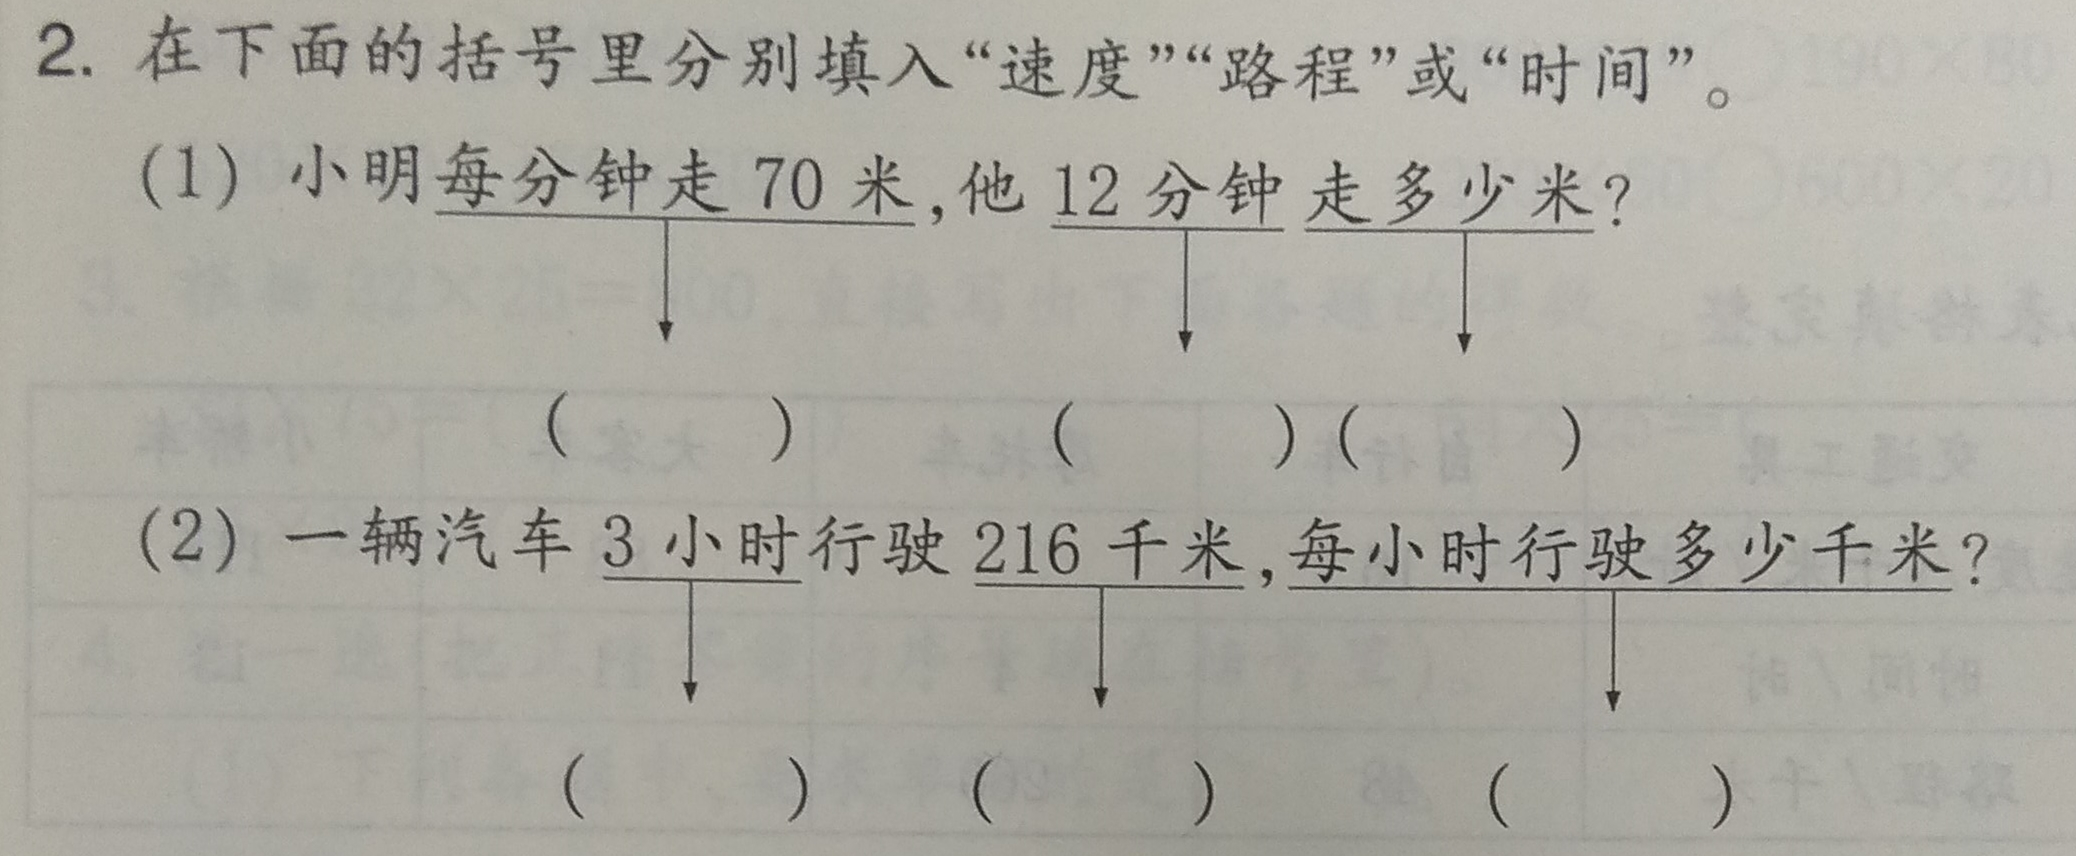 2. 在下面的括号里分别填入“速度”“路程”或“时间”。
(1) 小明每分钟走 70 米,他 12 分钟 走多少米?
( ) ( ) ( )
(2) 一辆汽车 3 小时行驶 216 千米,每小时行驶多少千米?
( ) ( ) ( )